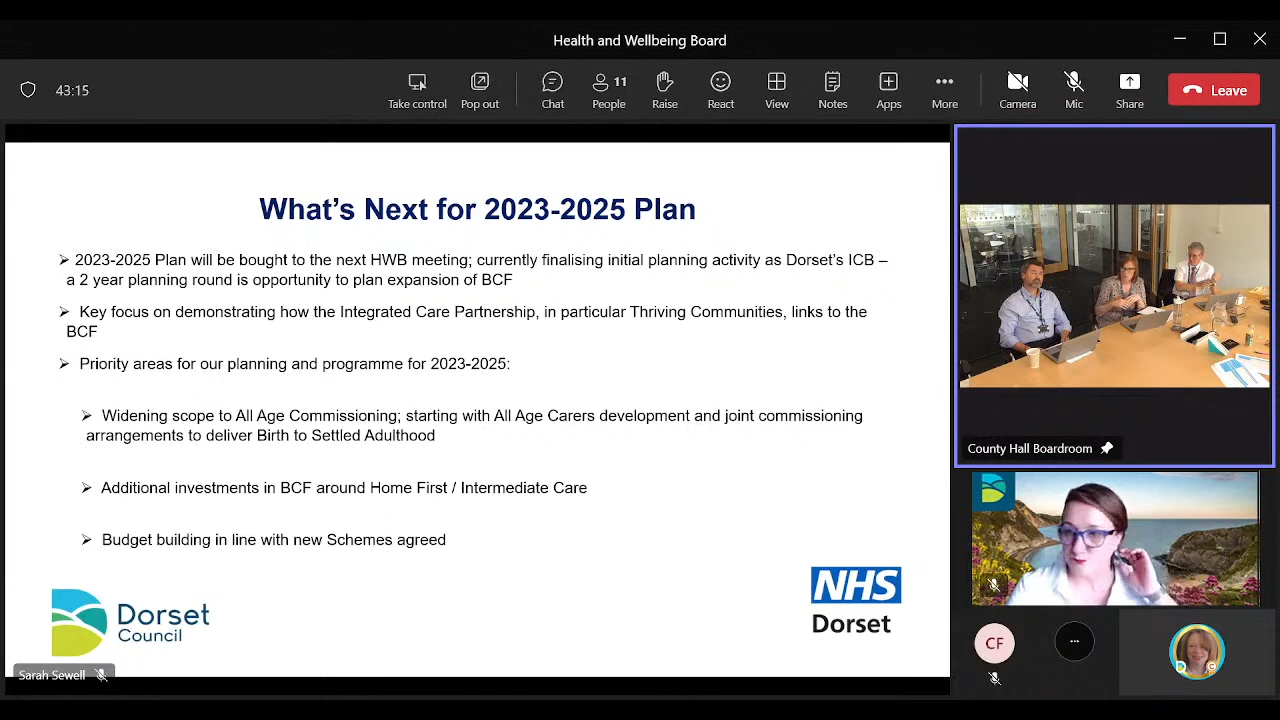 Health and Wellbeing Board
43:15
Take control
Pop out
Chat
11
People
Raise
React
View
Notes
Apps
More
Camera
Mic
Share
Leave
What's Next for 2023-2025 Plan
2023-2025 Plan will be bought to the next HWB meeting; currently finalising initial planning activity as Dorset's ICB –
a 2 year planning round is opportunity to plan expansion of BCF
Key focus on demonstrating how the Integrated Care Partnership, in particular Thriving Communities, links to the
BCF
Priority areas for our planning and programme for 2023-2025:
Widening scope to All Age Commissioning; starting with All Age Carers development and joint commissioning
arrangements to deliver Birth to Settled Adulthood
Additional investments in BCF around Home First / Intermediate Care
Budget building in line with new Schemes agreed
Dorset
Council
NHS
Dorset
Sarah Sewell
County Hall Boardroom
CF
D C